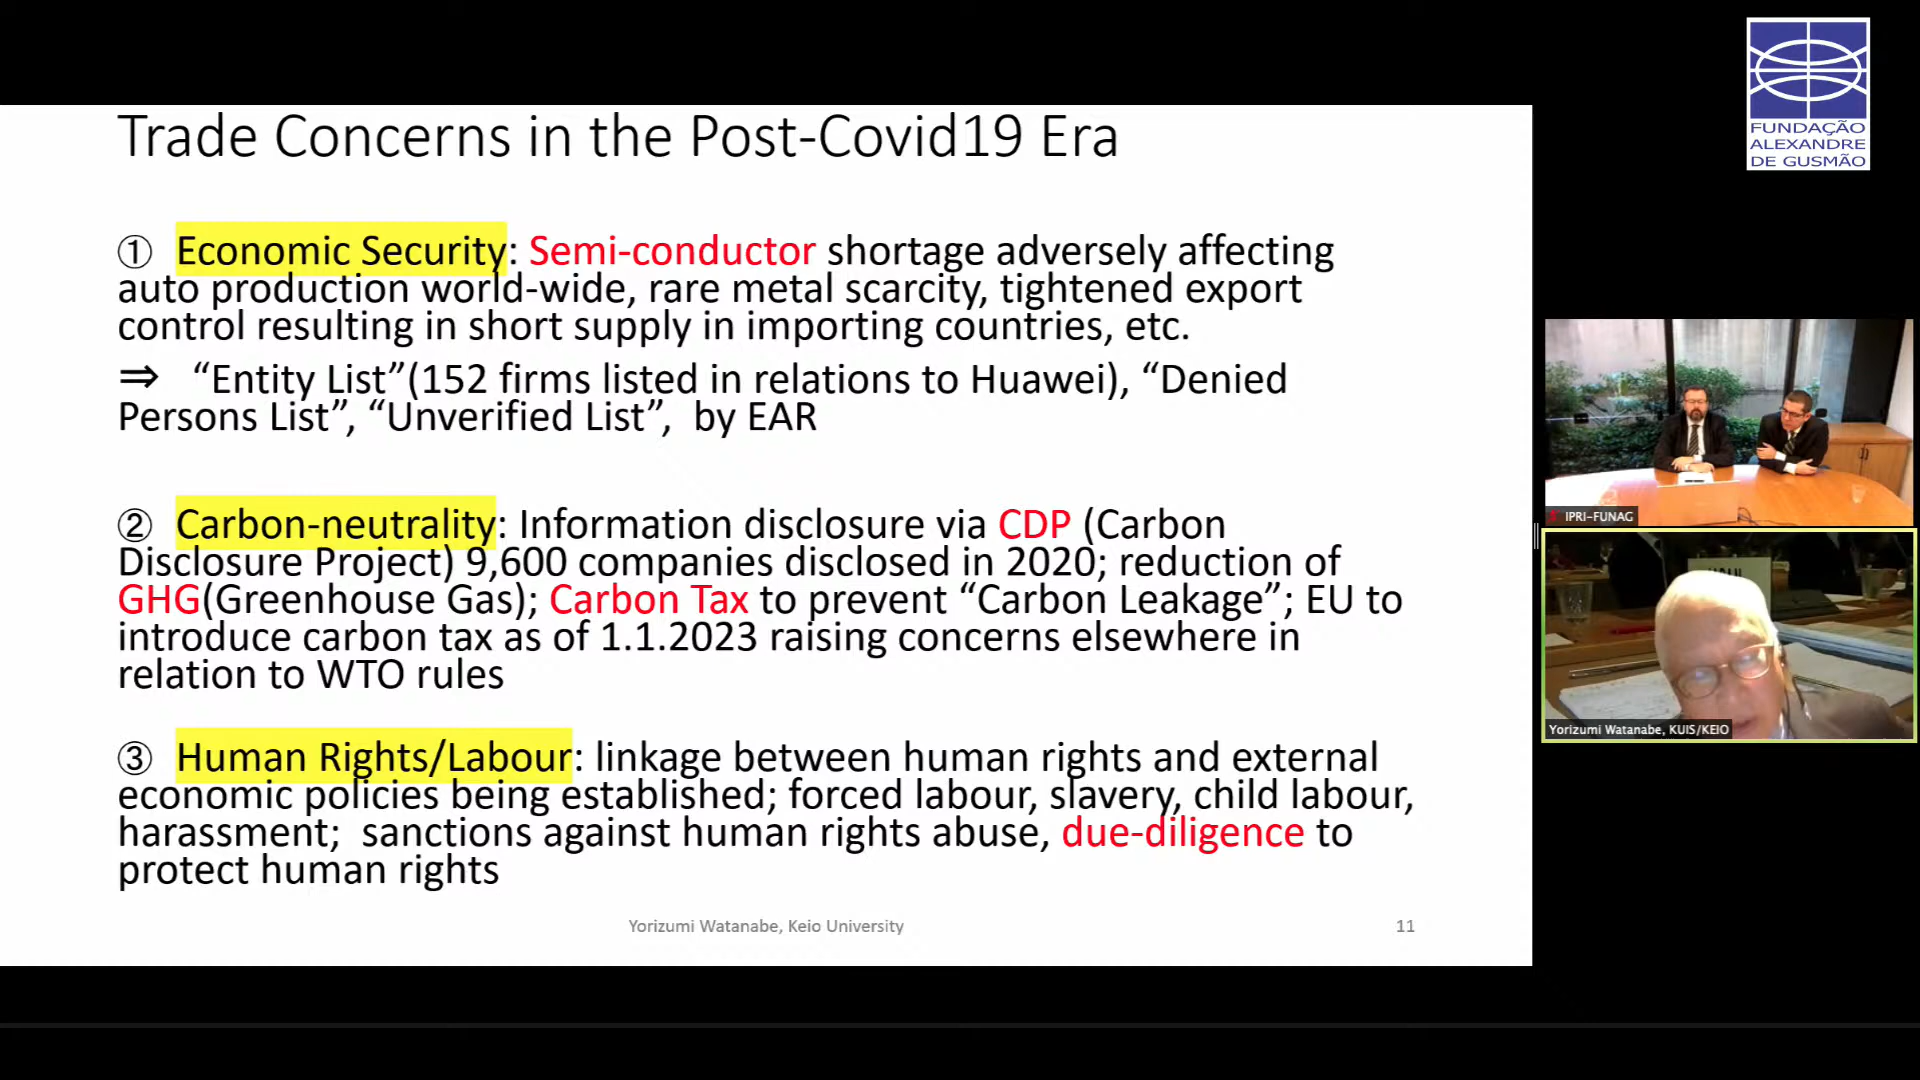 Trade Concerns in the Post-Covid19 Era
① Economic Security: Semi-conductor shortage adversely affecting
auto production world-wide, rare metal scarcity, tightened export
control resulting in short supply in importing countries, etc.
⇒ “Entity List”(152 firms listed in relations to Huawei), “Denied
Persons List”, “Unverified List”, by EAR
② Carbon-neutrality: Information disclosure via CDP (Carbon
Disclosure Project) 9,600 companies disclosed in 2020; reduction of
GHG(Greenhouse Gas); Carbon Tax to prevent “Carbon Leakage”; EU to
introduce carbon tax as of 1.1.2023 raising concerns elsewhere in
relation to WTO rules
③ Human Rights/Labour: linkage between human rights and external
economic policies being established; forced labour, slavery, child labour,
harassment; sanctions against human rights abuse, due-diligence to
protect human rights
Yorizumi Watanabe, Keio University
11
FUNDAÇÃO
ALEXANDRE
DE GUSMÃO
IPRI-FUNAG
Yorizumi Watanabe, KUIS/KEIO